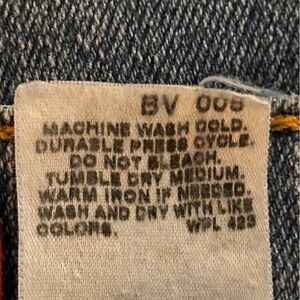 BV 008
MACHINE WASH COLD.
DURABLE PRESS CYCLE.
DO NOT BLEACH.
TUMBLE DRY MEDIUM.
WARM IRON IF NEEDED.
WASH AND DRY WITH LIKE
COLORS. WPL 423